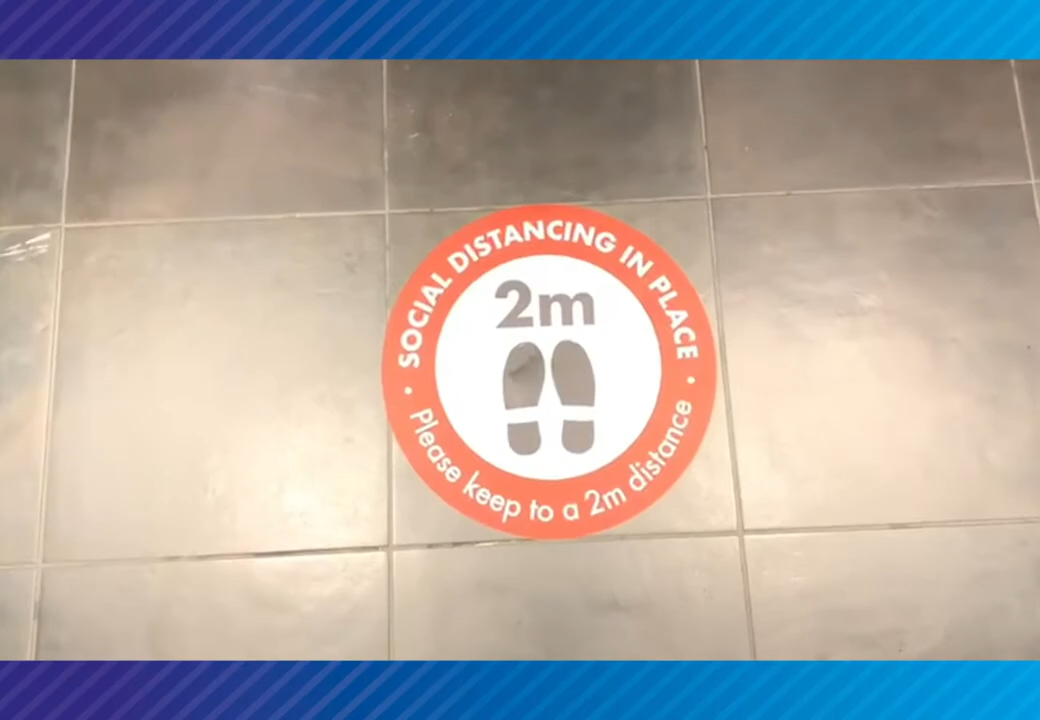 SOCIAL DISTANCING IN PLACE
2m
• Please keep to a 2m distance •